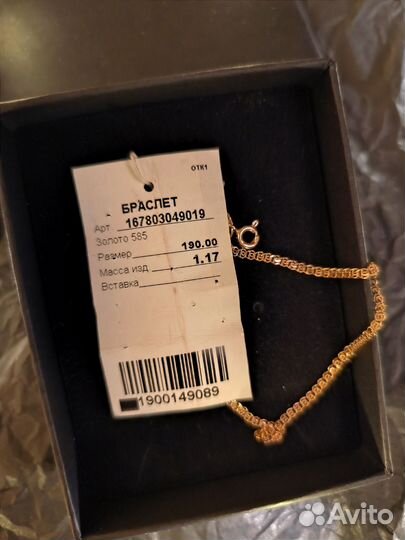 ОТК1
БРАСЛЕТ
Арт. 167803049019
Золото 585
Размер 190.00
Масса изд 1.17
Вставка
1900149089
Avito